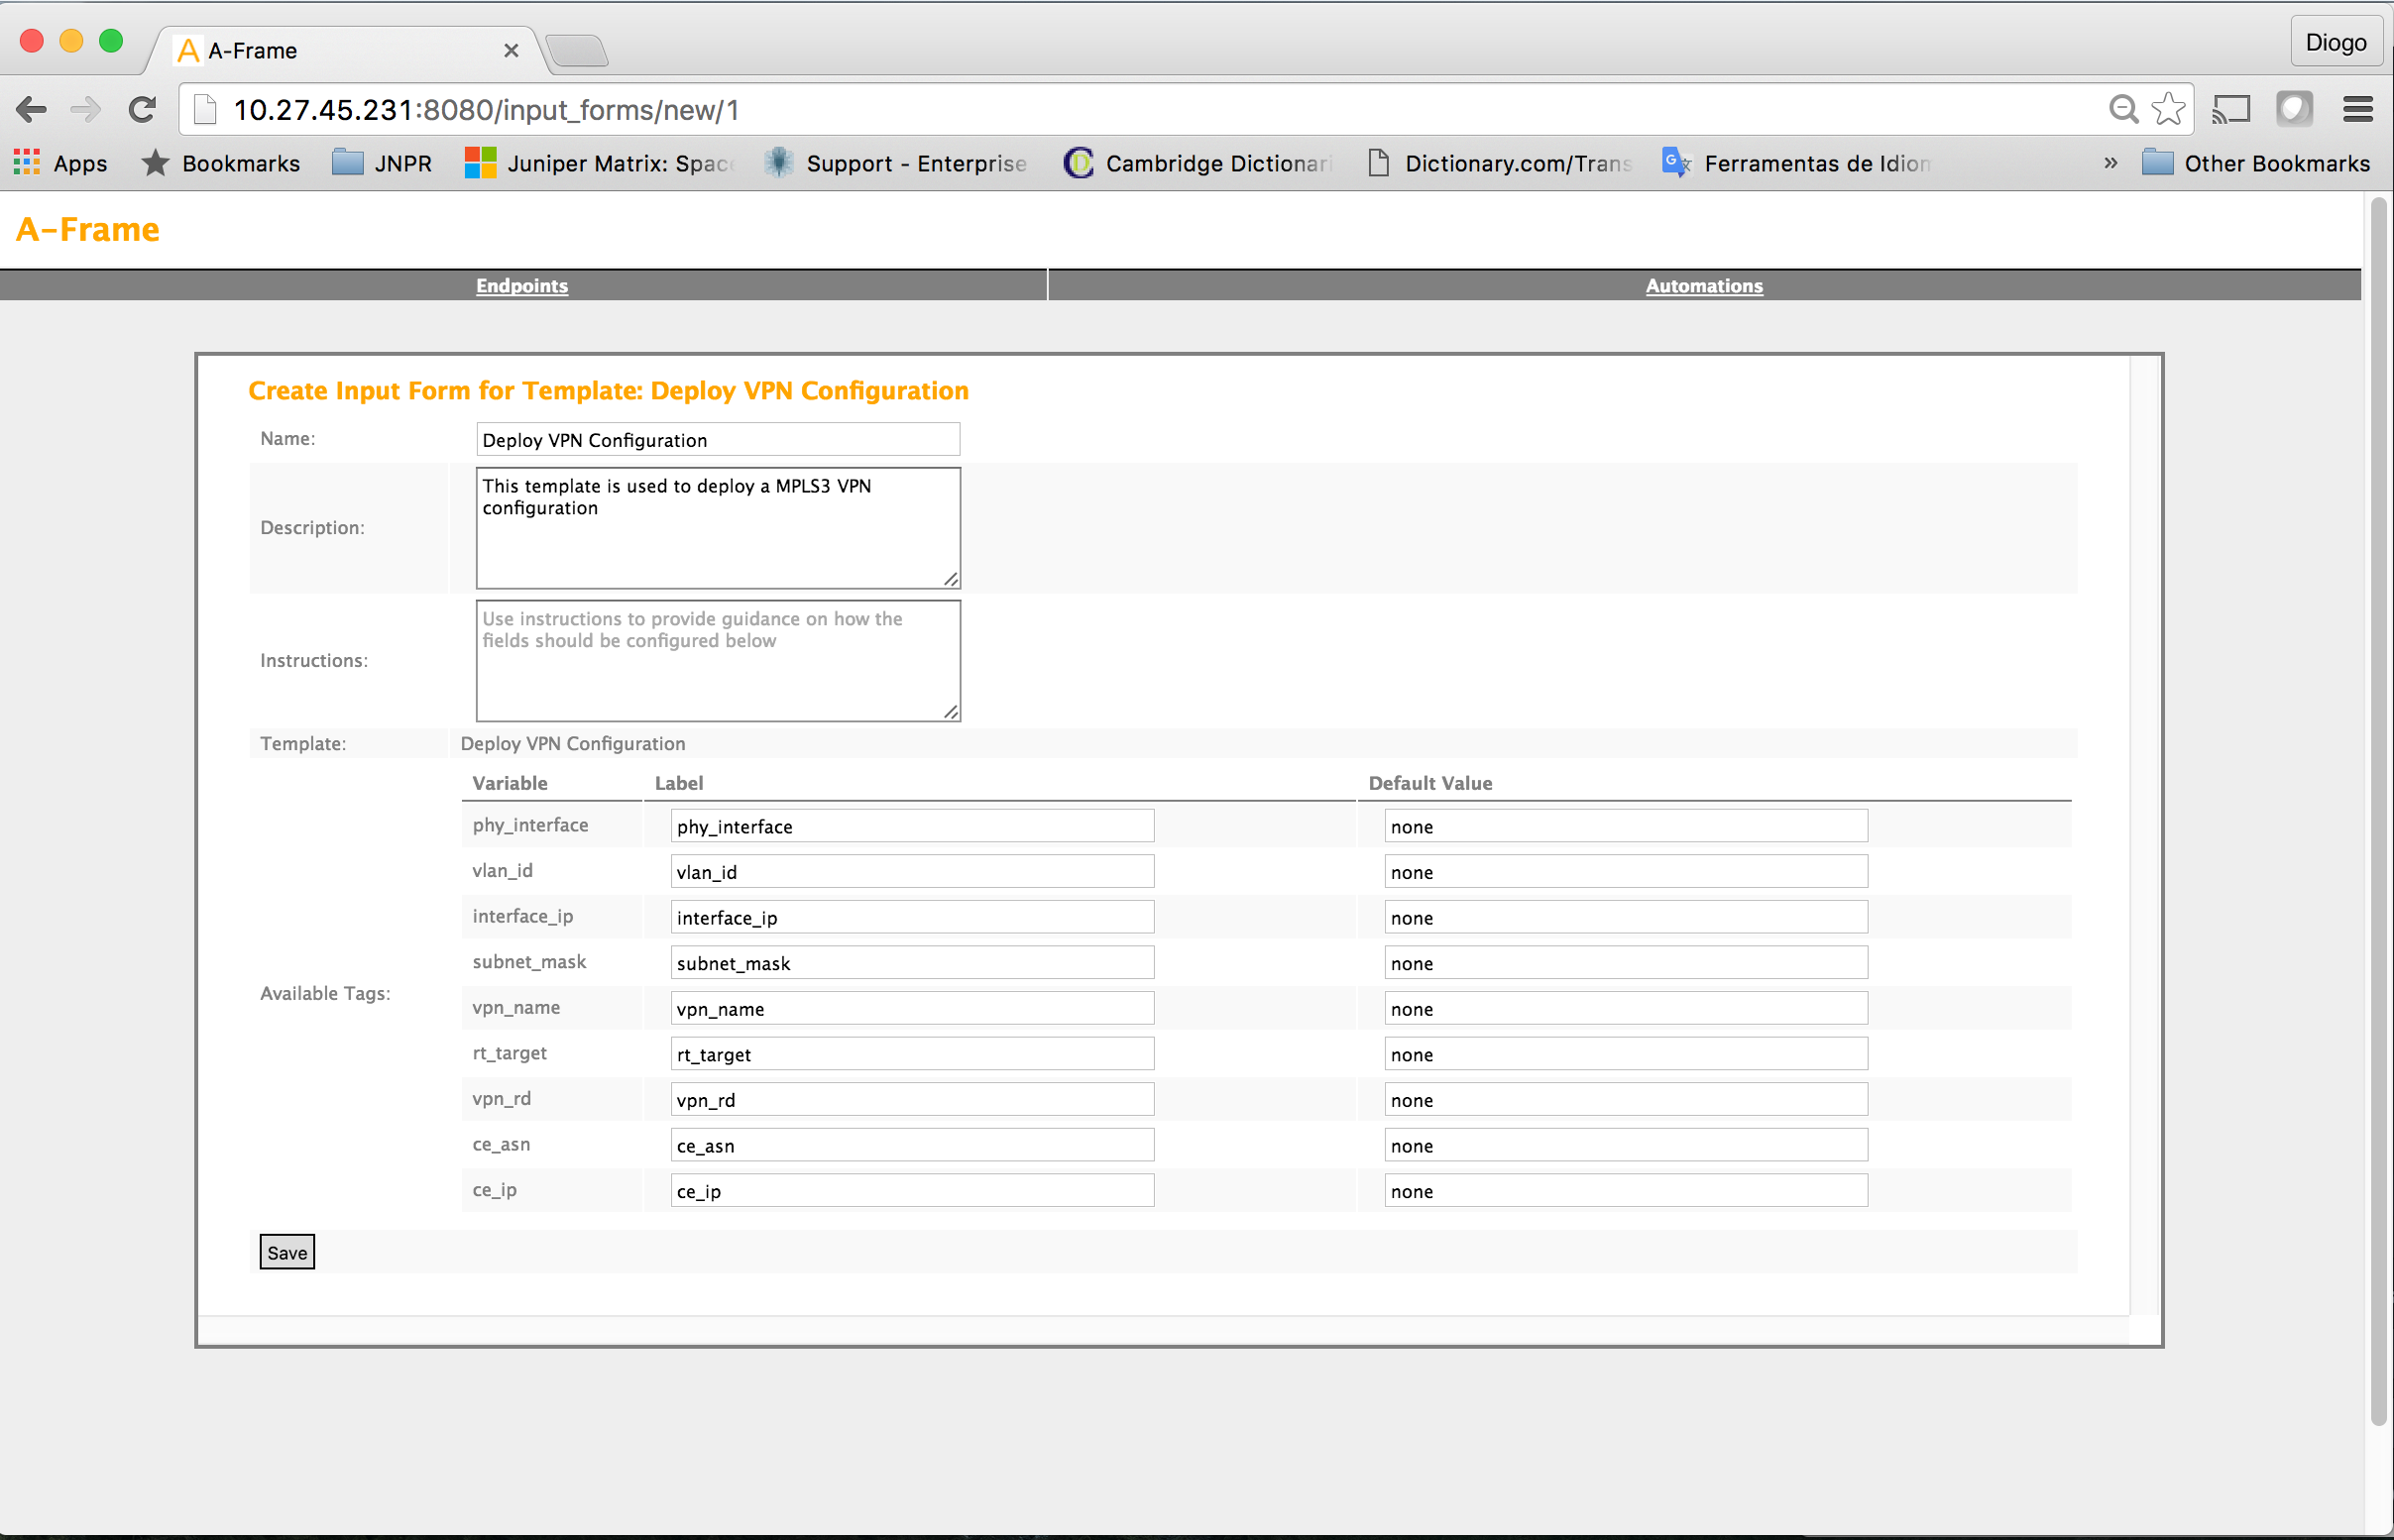 A-Frame
Diogo
10.27.45.231:8080/input_forms/new/1
Apps Bookmarks JNPR Juniper Matrix: Space Support - Enterprise Cambridge Dictionari Dictionary.com/Trans Ferramentas de Idiom » Other Bookmarks
A-Frame
Endpoints Automations
Create Input Form for Template: Deploy VPN Configuration
Name: Deploy VPN Configuration
Description: This template is used to deploy a MPLS3 VPN
configuration
Instructions: Use instructions to provide guidance on how the
fields should be configured below
Template: Deploy VPN Configuration
Available Tags:
Variable Label Default Value
phy_interface phy_interface none
vlan_id vlan_id none
interface_ip interface_ip none
subnet_mask subnet_mask none
vpn_name vpn_name none
rt_target rt_target none
vpn_rd vpn_rd none
ce_asn ce_asn none
ce_ip ce_ip none
Save